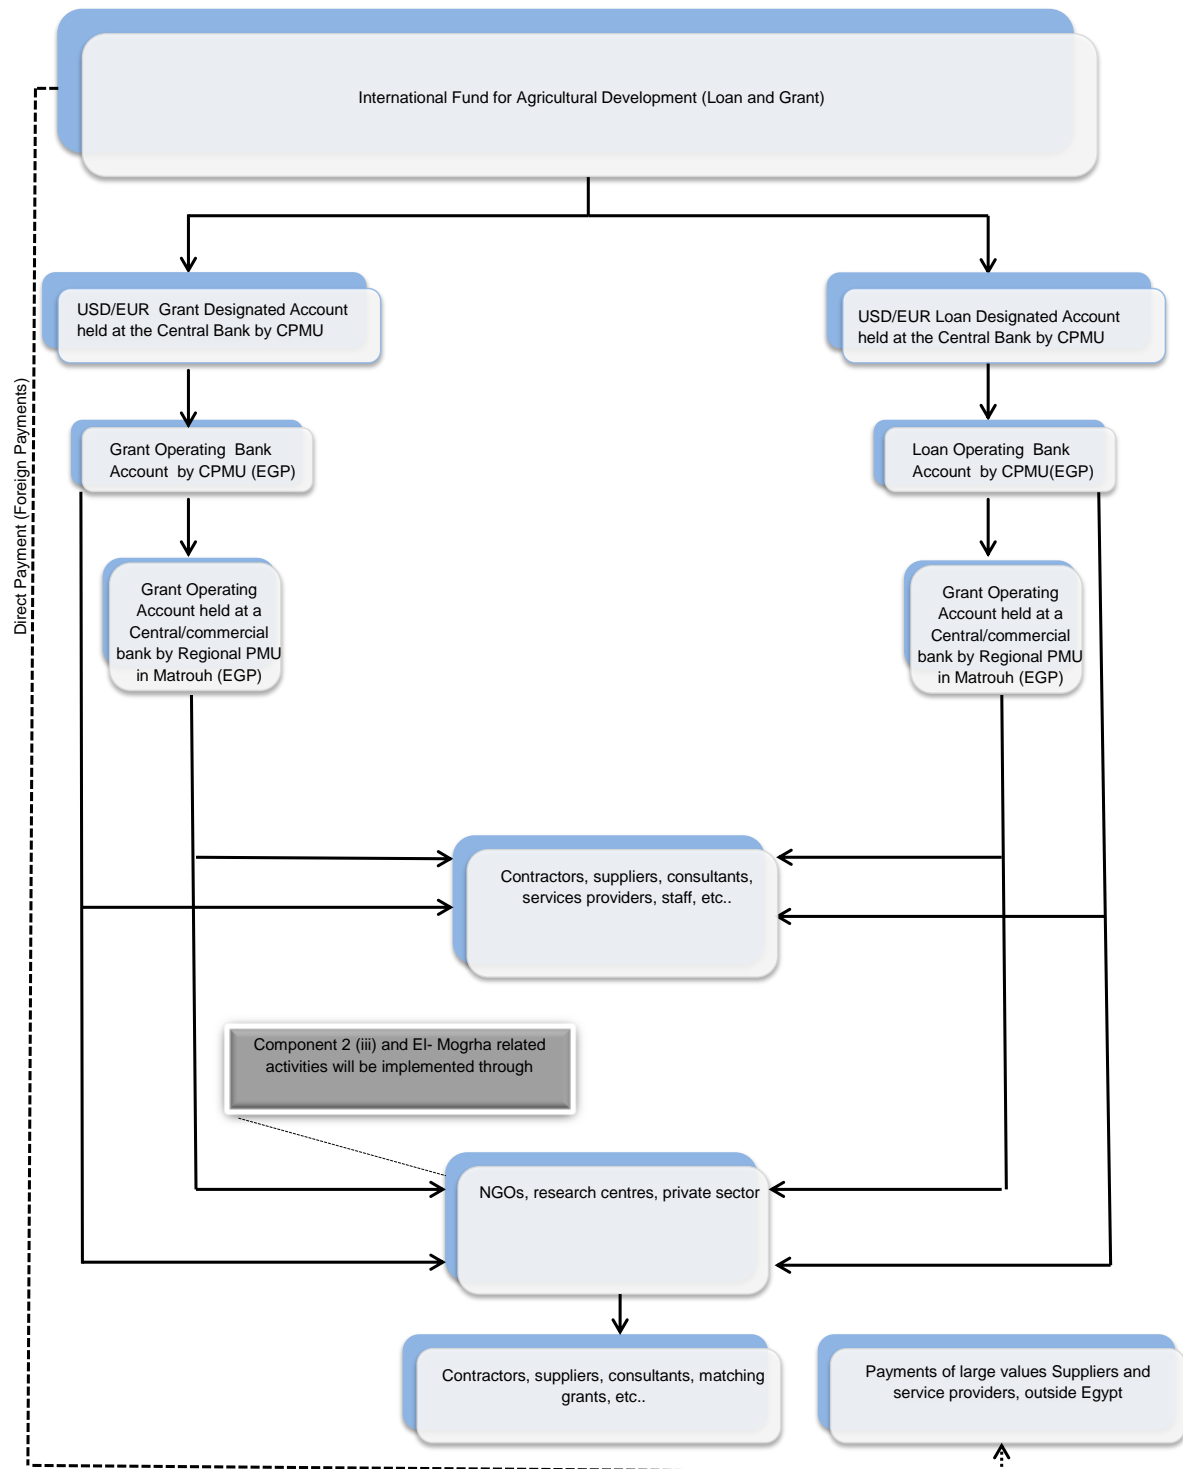 International Fund for Agricultural Development (Loan and Grant)
USD/EUR Grant Designated Account
held at the Central Bank by CPMU
USD/EUR Loan Designated Account
held at the Central Bank by CPMU
Direct Payment (Foreign Payments)
Grant Operating Bank
Account by CPMU (EGP)
Loan Operating Bank
Account by CPMU(EGP)
Grant Operating
Account held at a
Central/commercial
bank by Regional PMU
in Matrouh (EGP)
Grant Operating
Account held at a
Central/commercial
bank by Regional PMU
in Matrouh (EGP)
Contractors, suppliers, consultants,
services providers, staff, etc..
Component 2 (iii) and El- Mogrha related
activities will be implemented through
NGOs, research centres, private sector
Contractors, suppliers, consultants, matching
grants, etc..
Payments of large values Suppliers and
service providers, outside Egypt